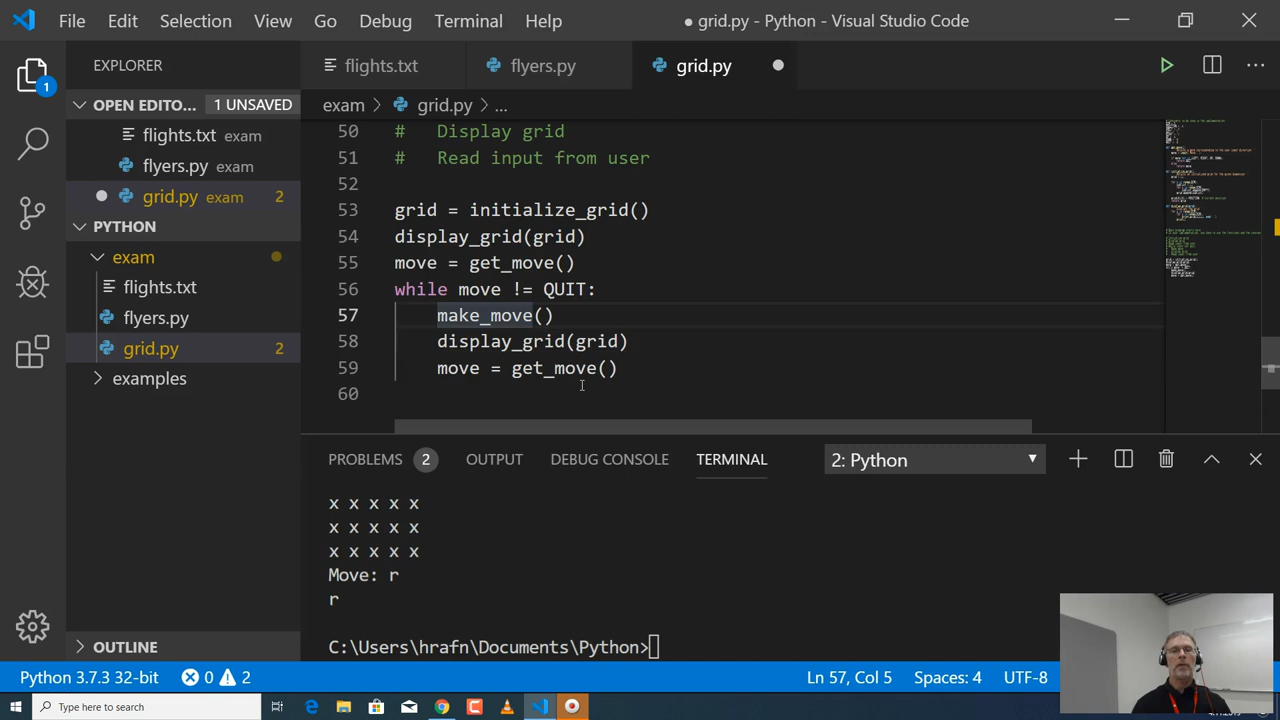 File Edit Selection View Go Debug Terminal Help ● grid.py - Python - Visual Studio Code
EXPLORER
OPEN EDITO... 1 UNSAVED
flights.txt exam
flyers.py exam
grid.py exam 2
PYTHON
exam
flights.txt
flyers.py
grid.py 2
examples
OUTLINE
1
flights.txt flyers.py grid.py
exam > grid.py > ...
50 # Display grid
51 # Read input from user
52
53 grid = initialize_grid()
54 display_grid(grid)
55 move = get_move()
56 while move != QUIT:
57 make_move()
58 display_grid(grid)
59 move = get_move()
60
PROBLEMS 2 OUTPUT DEBUG CONSOLE TERMINAL 2: Python
x x x x x
x x x x x
x x x x x
Move: r
r
C:\Users\hrafn\Documents\Python>
Python 3.7.3 32-bit 0 2 Ln 57, Col 5 Spaces: 4 UTF-8
Type here to search